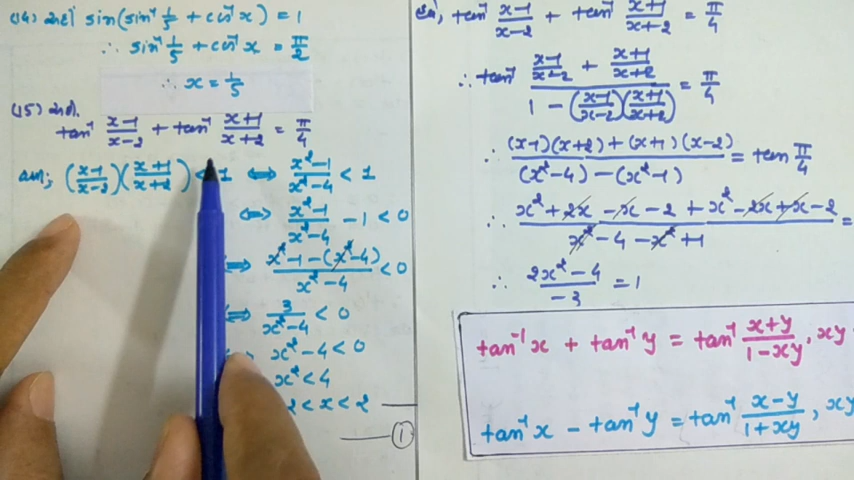 (14) sin(sin⁻¹ 1/5 + cos⁻¹ x) = 1
∴ sin⁻¹ 1/5 + cos⁻¹ x = π/2
∴ x = 1/5
(15)
tan⁻¹ (x-1)/(x-2) + tan⁻¹ (x+1)/(x+2) = π/4
ans; ((x-1)/(x-2))((x+1)/(x+2)) < 1 ⟺ (x²-1)/(x²-4) < 1
⟺ (x²-1)/(x²-4) - 1 < 0
⟺ (x²-1-(x²-4))/(x²-4) < 0
⟺ 3/(x²-4) < 0
x²-4 < 0
x² < 4
2 < x < 2 —
— ①
tan⁻¹ (x-1)/(x-2) + tan⁻¹ (x+1)/(x+2) = π/4
∴ tan⁻¹ ((x-1)/(x-2) + (x+1)/(x+2))/(1 - ((x-1)/(x-2))((x+1)/(x+2))) = π/4
∴ ((x-1)(x+2) + (x+1)(x-2))/((x²-4) - (x²-1)) = tan π/4
∴ (x² + 2x - x - 2 + x² - 2x + x - 2)/(x² - 4 - x² + 1) =
∴ (2x² - 4)/(-3) = 1
tan⁻¹ x + tan⁻¹ y = tan⁻¹ (x+y)/(1-xy), xy
tan⁻¹ x - tan⁻¹ y = tan⁻¹ (x-y)/(1+xy), xy